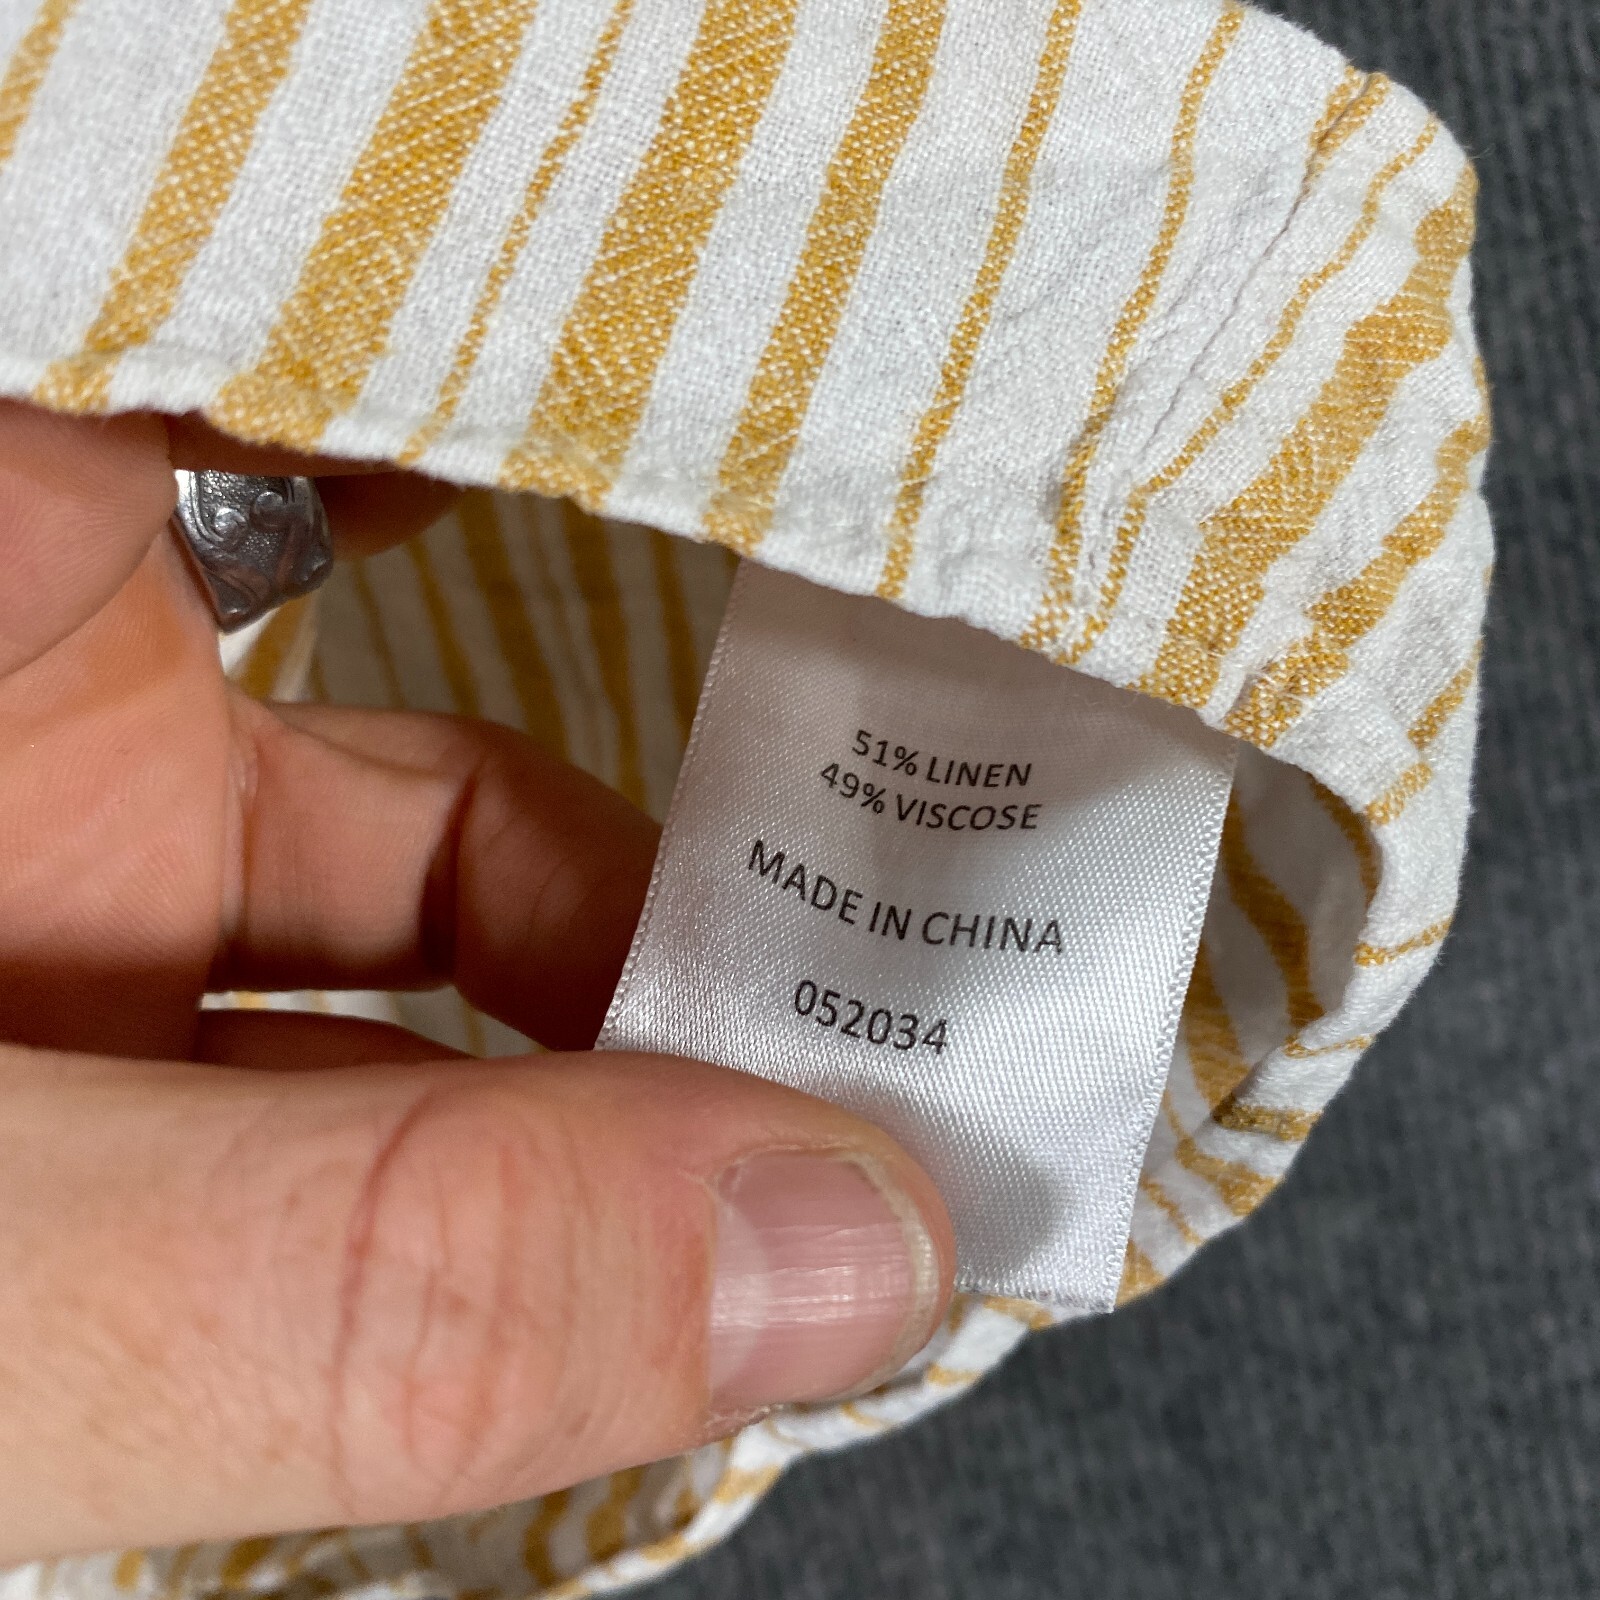 51% LINEN
49% VISCOSE
MADE IN CHINA
052034